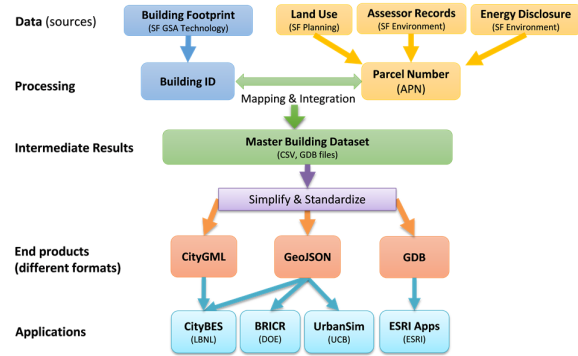 Data (sources)
Building Footprint
(SF GSA Technology)
Land Use
(SF Planning)
Assessor Records
(SF Environment)
Energy Disclosure
(SF Environment)
Processing
Building ID
Mapping & Integration
Parcel Number
(APN)
Intermediate Results
Master Building Dataset
(CSV, GDB files)
Simplify & Standardize
End products
(different formats)
CityGML
GeoJSON
GDB
Applications
CityBES
(LBNL)
BRICR
(DOE)
UrbanSim
(UCB)
ESRI Apps
(ESRI)